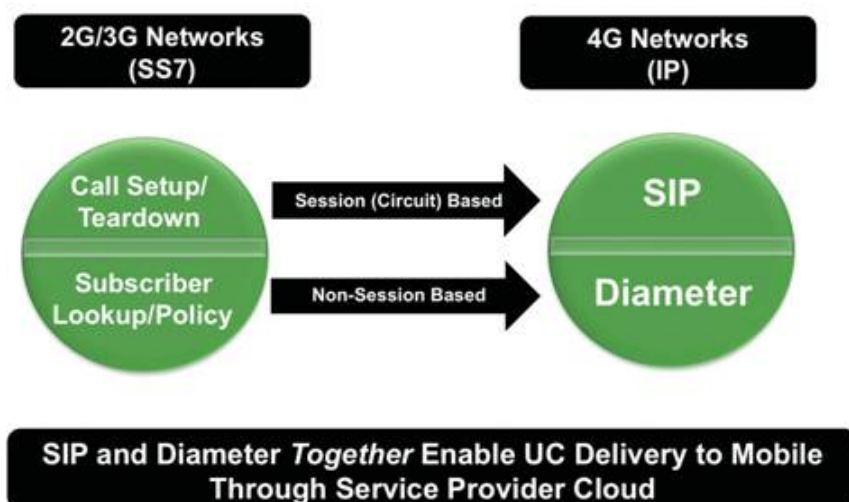 2G/3G Networks
(SS7)
4G Networks
(IP)
Call Setup/
Teardown
Session (Circuit) Based
SIP
Subscriber
Lookup/Policy
Non-Session Based
Diameter
SIP and Diameter Together Enable UC Delivery to Mobile
Through Service Provider Cloud